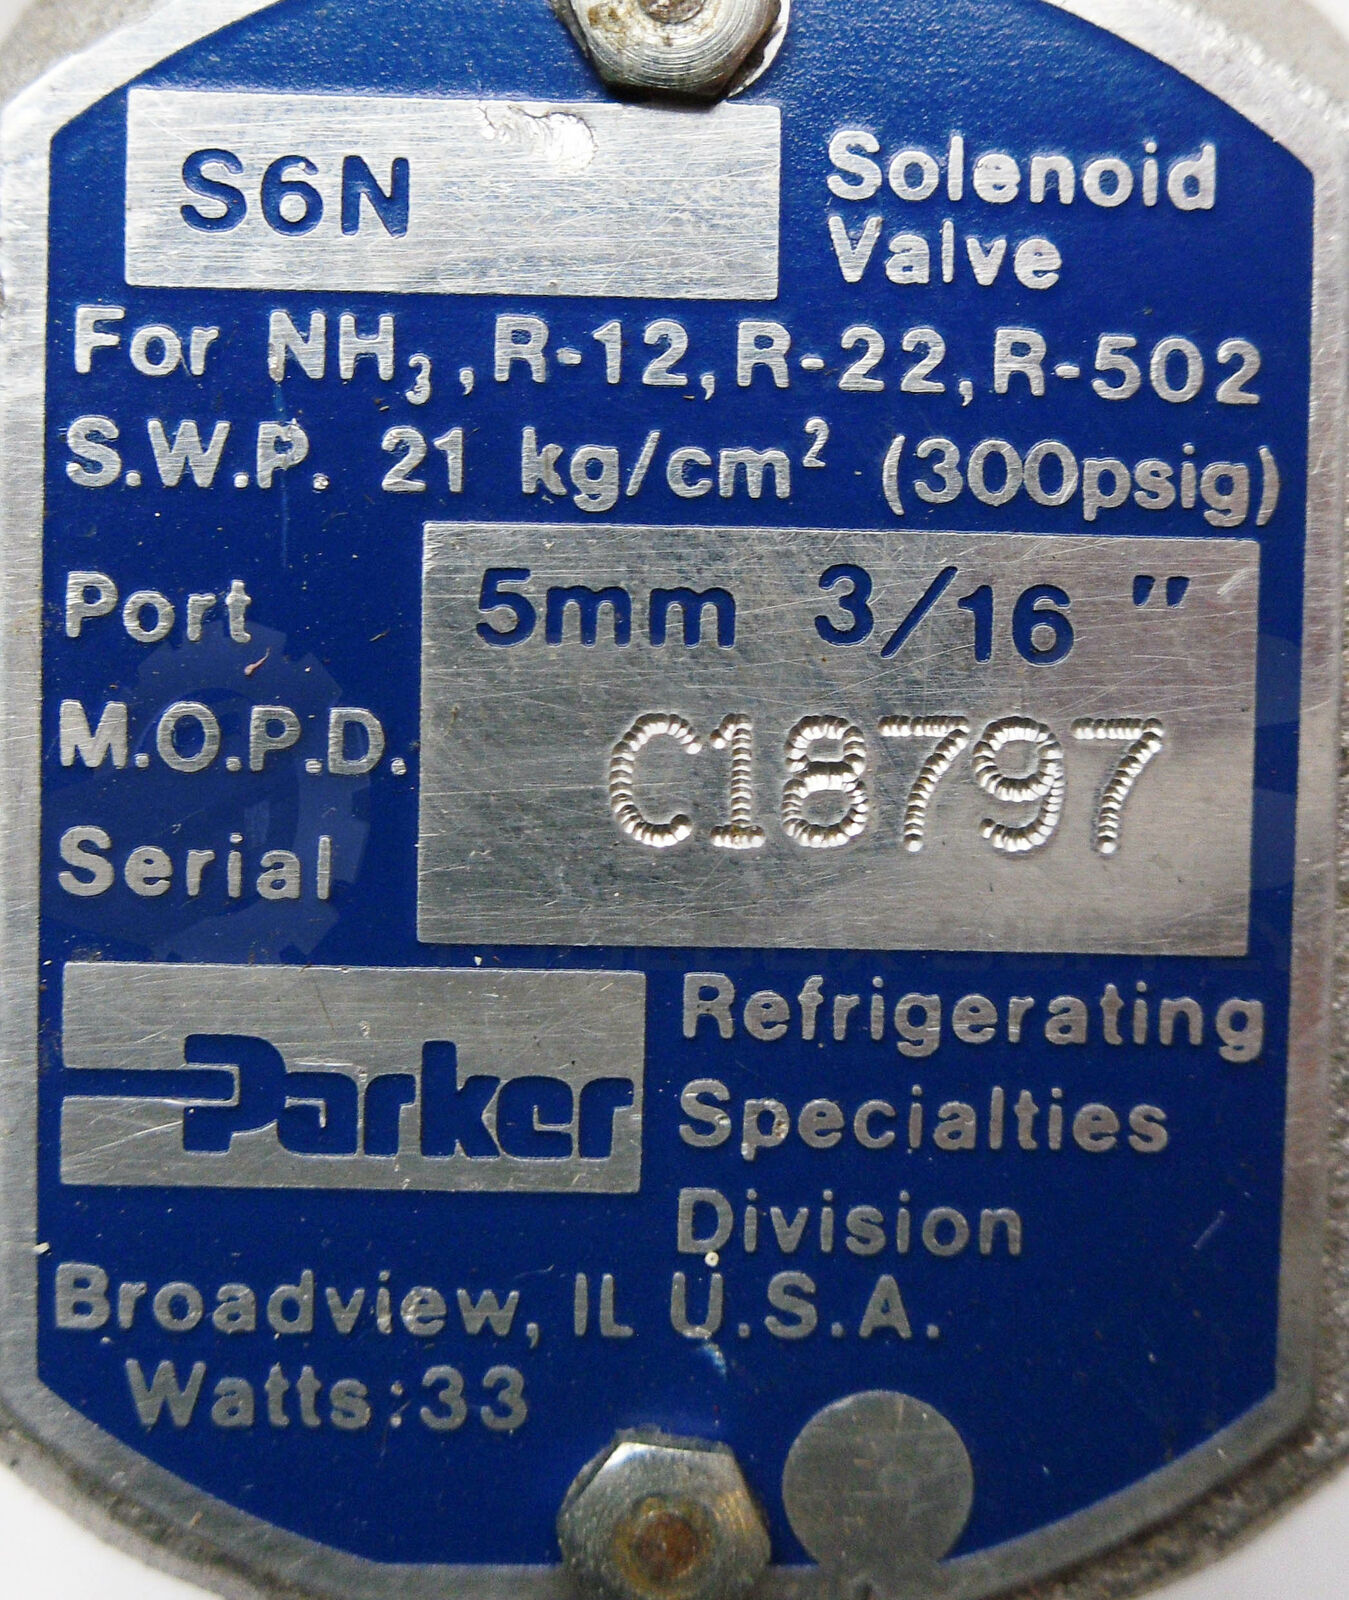 S6N Solenoid
Valve
For NH₃, R-12, R-22, R-502
S.W.P. 21 kg/cm² (300psig)
Port 5mm 3/16"
M.O.P.D. C18797
Serial
Parker Refrigerating
Specialties
Division
Broadview, IL U.S.A.
Watts:33